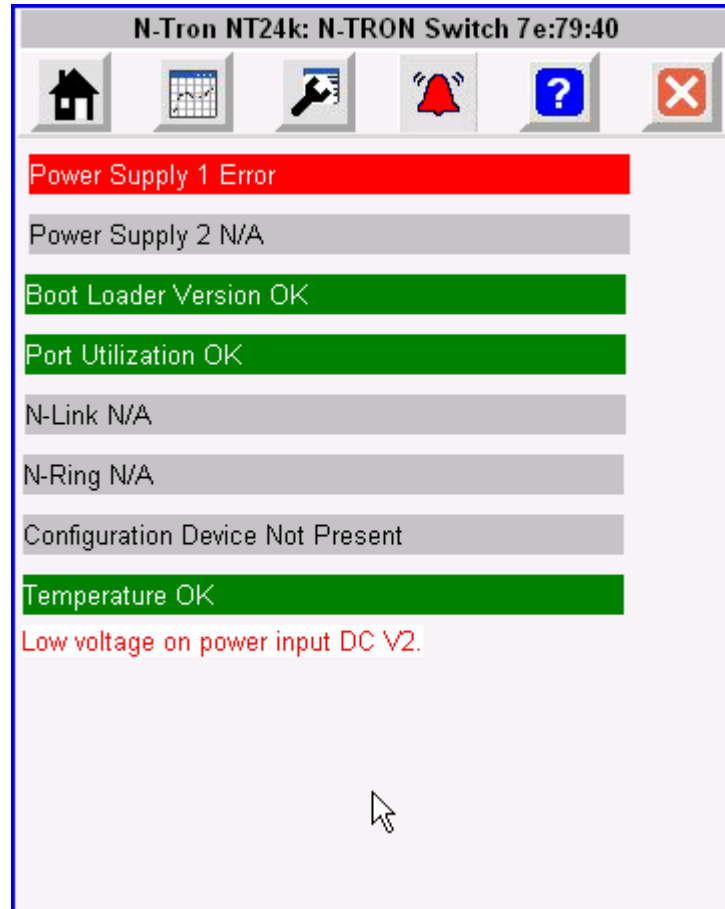 N-Tron NT24k: N-TRON Switch 7e:79:40
?
Power Supply 1 Error
Power Supply 2 N/A
Boot Loader Version OK
Port Utilization OK
N-Link N/A
N-Ring N/A
Configuration Device Not Present
Temperature OK
Low voltage on power input DC V2.